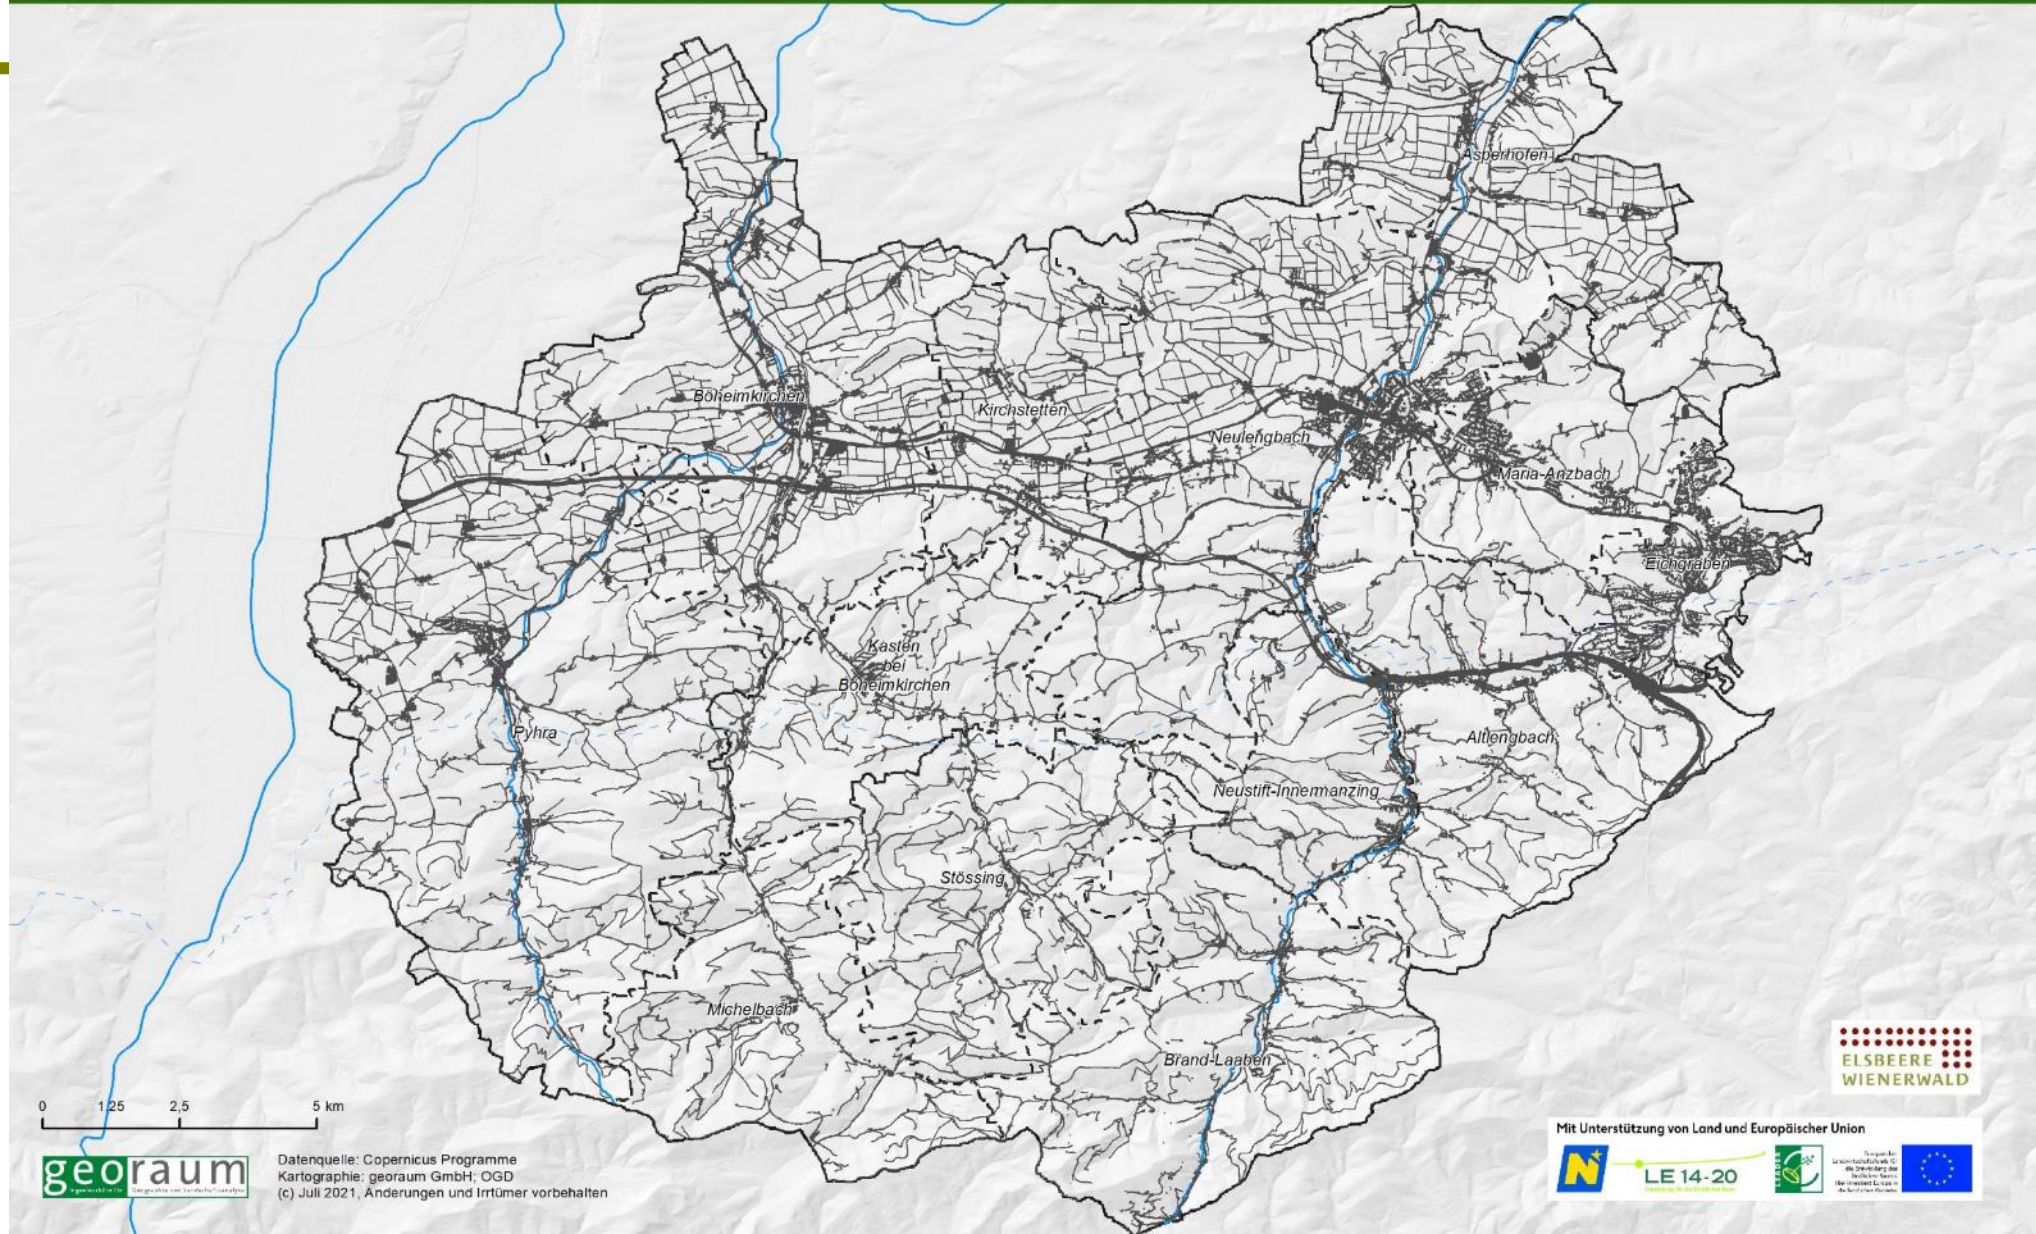 Asperhofen
Böheimkirchen
Kirchstetten
Neulengbach
Maria-Anzbach
Eichgraben
Kasten
bei
Böheimkirchen
Pyhra
Altlengbach
Neustift-Innermanzing
Stössing
Michelbach
Brand-Laaben
0 1,25 2,5 5 km
georaum
Datenquelle: Copernicus Programme
Kartographie: georaum GmbH; OGD
(c) Juli 2021, Änderungen und Irrtümer vorbehalten
ELSBEERE
WIENERWALD
Mit Unterstützung von Land und Europäischer Union
N
LE 14-20
LEADER